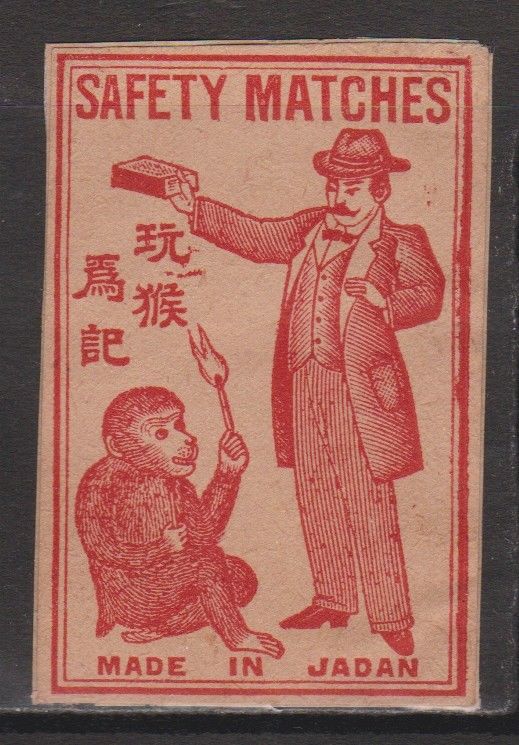 SAFETY MATCHES
玩猴
爲記
MADE IN JADAN